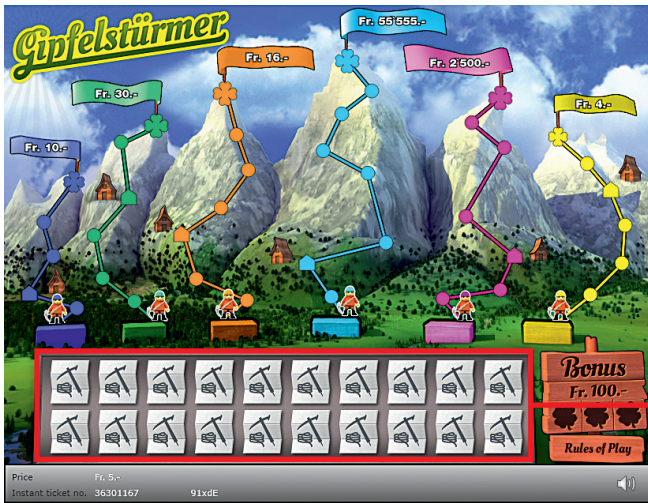 Gipfelstürmer
Fr. 55'555.-
Fr. 16.-
Fr. 2'500.-
Fr. 30.-
Fr. 4.-
Fr. 10.-
Bonus
Fr. 100.-
Rules of Play
Price Fr. 5.-
Instant ticket no. 36301167 91xdE